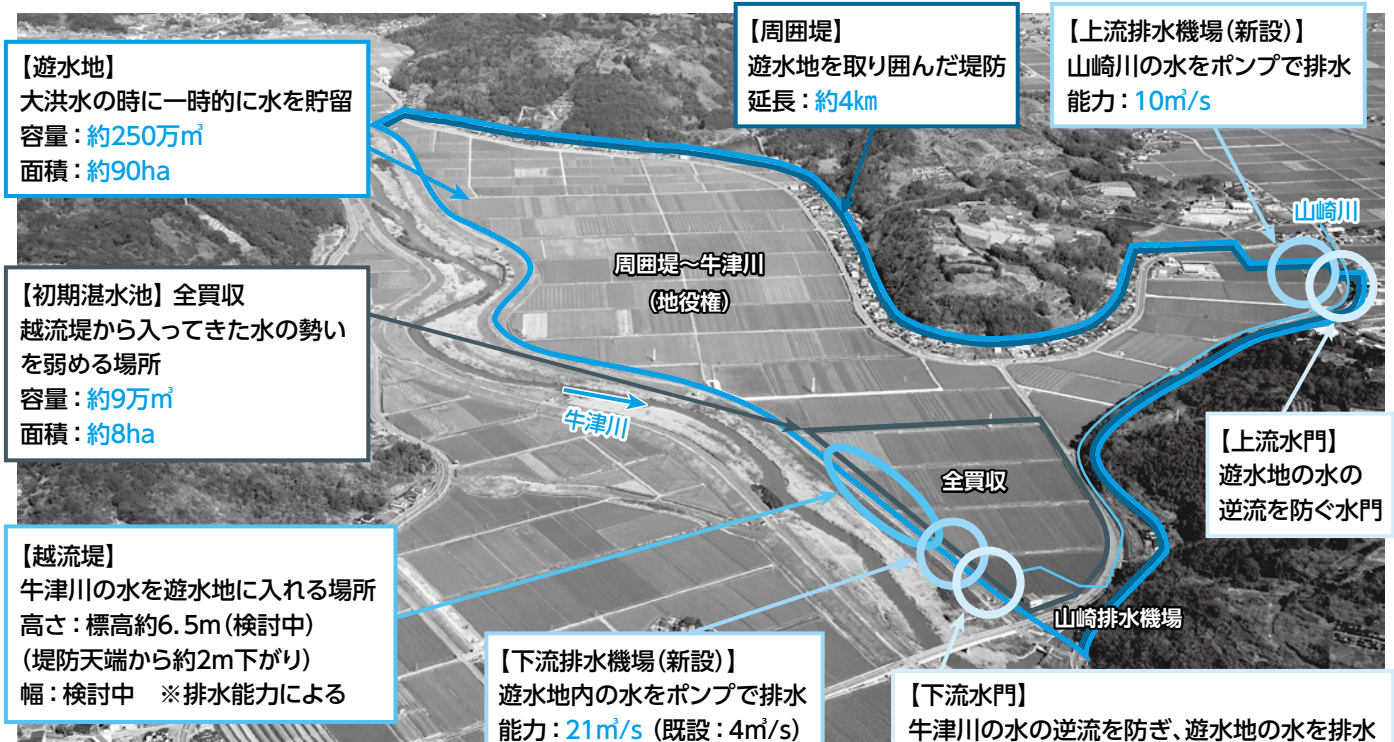 【遊水地】
大洪水の時に一時的に水を貯留
容量：約250万㎥
面積：約90ha
【周囲堤】
遊水地を取り囲んだ堤防
延長：約4㎞
【上流排水機場（新設）】
山崎川の水をポンプで排水
能力：10㎥/s
山崎川
周囲堤～牛津川
（地役権）
【初期湛水池】全買収
越流堤から入ってきた水の勢い
を弱める場所
容量：約9万㎥
面積：約8ha
牛津川
全買収
【上流水門】
遊水地の水の
逆流を防ぐ水門
【越流堤】
牛津川の水を遊水地に入れる場所
高さ：標高約6.5m（検討中）
（堤防天端から約2m下がり）
幅：検討中　※排水能力による
山崎排水機場
【下流排水機場（新設）】
遊水地内の水をポンプで排水
能力：21㎥/s（既設：4㎥/s）
【下流水門】
牛津川の水の逆流を防ぎ、遊水地の水を排水